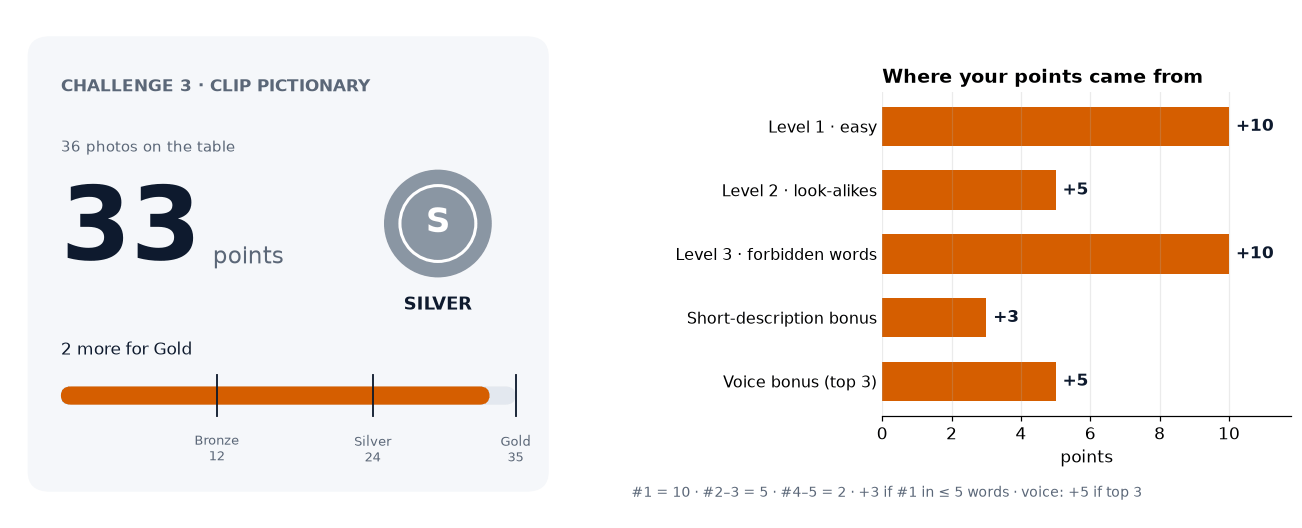 CHALLENGE 3 · CLIP PICTIONARY
36 photos on the table
33 points
S
SILVER
2 more for Gold
Bronze Silver Gold
12 24 35
Where your points came from
Level 1 · easy +10
Level 2 · look-alikes +5
Level 3 · forbidden words +10
Short-description bonus +3
Voice bonus (top 3) +5
0 2 4 6 8 10
points
#1 = 10 · #2–3 = 5 · #4–5 = 2 · +3 if #1 in ≤ 5 words · voice: +5 if top 3